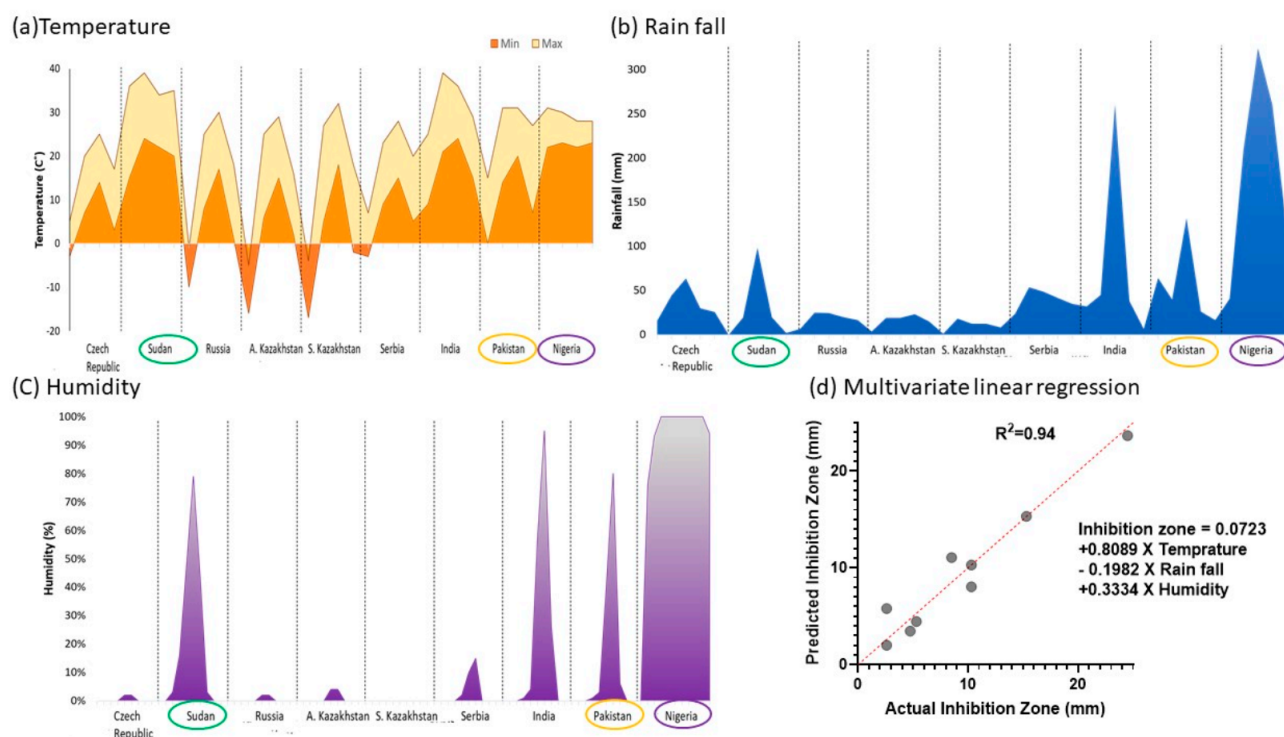 (a)Temperature
Min Max
Temperature (C°)
40
30
20
10
0
-10
-20
Czech Republic Sudan Russia A. Kazakhstan S. Kazakhstan Serbia India Pakistan Nigeria
(b) Rain fall
Rainfall (mm)
300
250
200
150
100
50
0
Czech Republic Sudan Russia A. Kazakhstan S. Kazakhstan Serbia India Pakistan Nigeria
(C) Humidity
Humidity (%)
100%
90%
80%
70%
60%
50%
40%
30%
20%
10%
0%
Czech Republic Sudan Russia A. Kazakhstan S. Kazakhstan Serbia India Pakistan Nigeria
(d) Multivariate linear regression
R²=0.94
Predicted Inhibition Zone (mm)
20
10
0
0 10 20
Actual Inhibition Zone (mm)
Inhibition zone = 0.0723
+0.8089 X Temprature
- 0.1982 X Rain fall
+0.3334 X Humidity